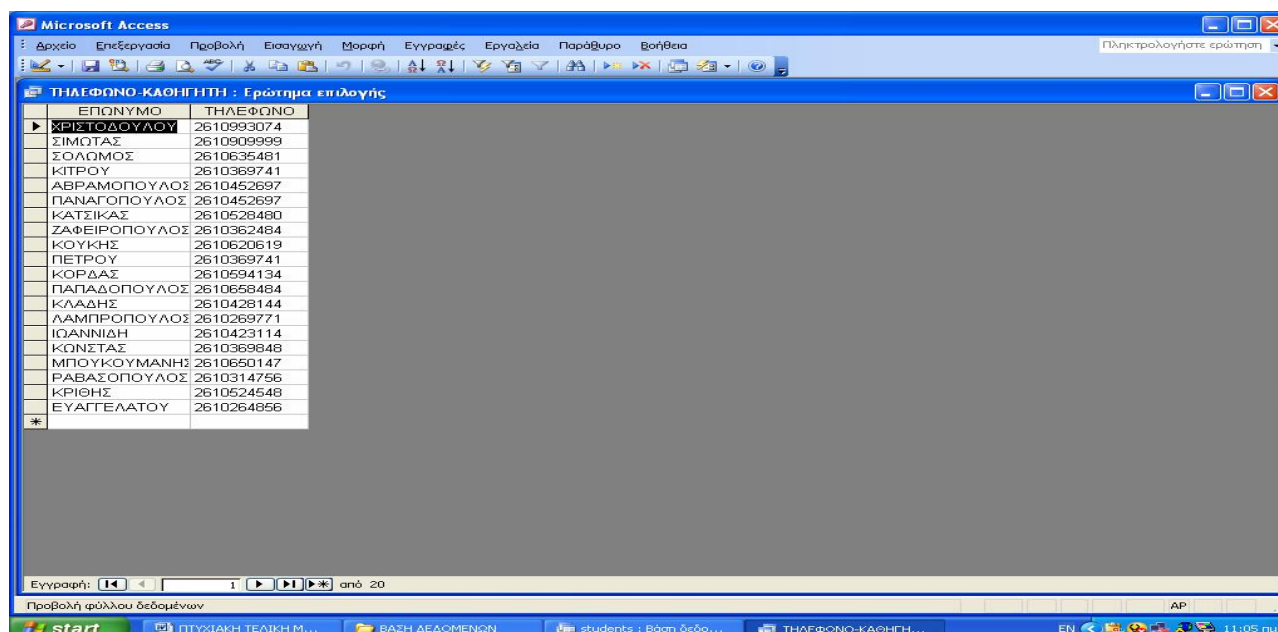 Microsoft Access
Αρχείο Επεξεργασία Προβολή Εισαγωγή Μορφή Εγγραφές Εργαλεία Παράθυρο Βοήθεια Πληκτρολογήστε ερώτηση
ΤΗΛΕΦΩΝΟ-ΚΑΘΗΓΗΤΗ : Ερώτημα επιλογής
ΕΠΩΝΥΜΟ ΤΗΛΕΦΩΝΟ
ΧΡΙΣΤΟΔΟΥΛΟΥ 2610993074
ΣΙΜΩΤΑΣ 2610909999
ΣΟΛΩΜΟΣ 2610635481
ΚΙΤΡΟΥ 2610369741
ΑΒΡΑΜΟΠΟΥΛΟΣ 2610452697
ΠΑΝΑΓΟΠΟΥΛΟΣ 2610452697
ΚΑΤΣΙΚΑΣ 2610528480
ΖΑΦΕΙΡΟΠΟΥΛΟΣ 2610362484
ΚΟΥΚΗΣ 2610620619
ΠΕΤΡΟΥ 2610369741
ΚΟΡΔΑΣ 2610594134
ΠΑΠΑΔΟΠΟΥΛΟΣ 2610658484
ΚΛΑΔΗΣ 2610428144
ΛΑΜΠΡΟΠΟΥΛΟΣ 2610269771
ΙΩΑΝΝΙΔΗ 2610423114
ΚΩΝΣΤΑΣ 2610369848
ΜΠΟΥΚΟΥΜΑΝΗΣ 2610650147
ΡΑΒΑΣΟΠΟΥΛΟΣ 2610314756
ΚΡΙΘΗΣ 2610524548
ΕΥΑΓΓΕΛΑΤΟΥ 2610264856
Εγγραφή: 1 από 20
Προβολή φύλλου δεδομένων AP
start ΠΤΥΧΙΑΚΗ ΤΕΛΙΚΗ Μ... ΒΑΣΗ ΔΕΔΟΜΕΝΩΝ students : Βάση δεδο... ΤΗΛΕΦΩΝΟ-ΚΑΘΗΓΗ... EN 11:05 πμ